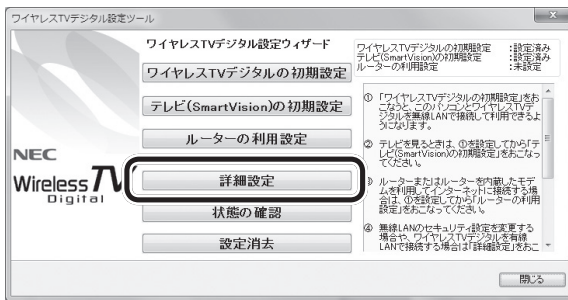 ワイヤレスTVデジタル設定ツール
ワイヤレスTVデジタル設定ウィザード
ワイヤレスTVデジタルの初期設定
テレビ(SmartVision)の初期設定
ルーターの利用設定
詳細設定
状態の確認
設定消去
NEC
Wireless TV
Digital
ワイヤレスTVデジタルの初期設定 :設定済み
テレビ(SmartVision)の初期設定 :設定済み
ルーターの利用設定 :未設定
① 「ワイヤレスTVデジタルの初期設定」をお
こなうと、このパソコンとワイヤレスTVデ
ジタルを無線LANで接続して利用できるよ
うになります。
② テレビを見るときは、①を設定してから「テ
レビ(SmartVision)の初期設定」をおこなっ
てください。
ルーターまたはルーターを内蔵したモデ
ムを利用してインターネットに接続する場
合は、①を設定してから「ルーターの利用
設定」をおこなってください。
④ 無線LANのセキュリティ設定を変更する
場合や、ワイヤレスTVデジタルを有線
LANで接続する場合は「詳細設定」をおこ
閉じる